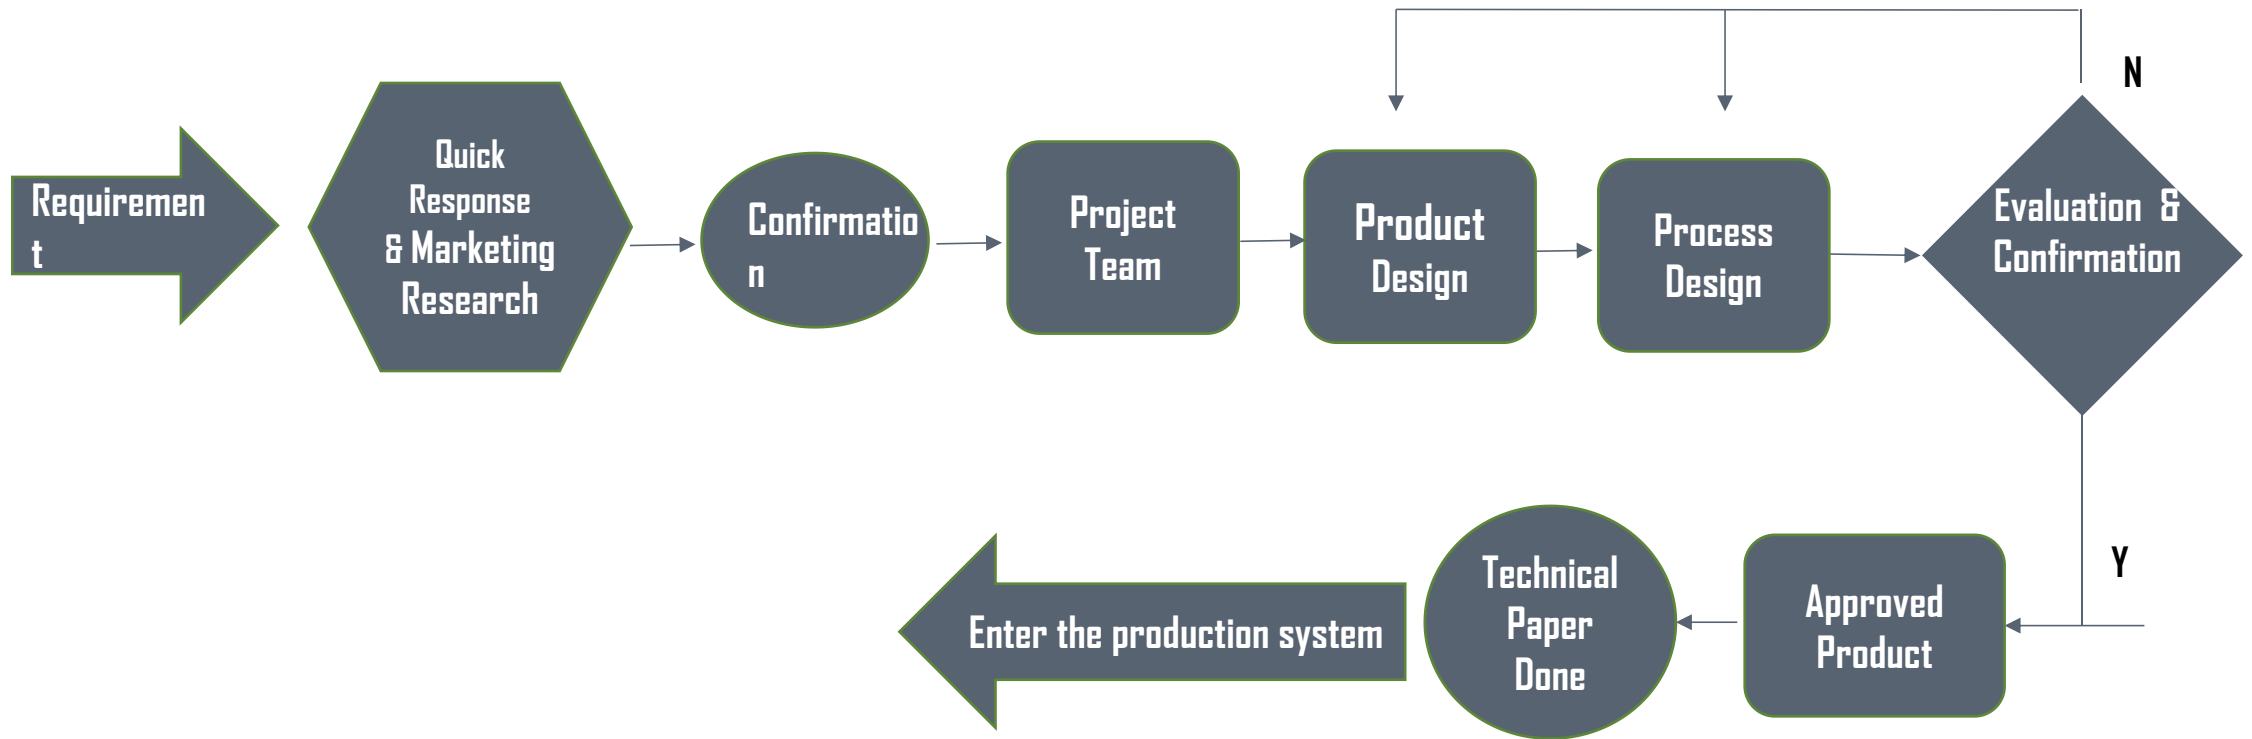 Requiremen
t
Quick
Response
& Marketing
Research
Confirmatio
n
Project
Team
Product
Design
Process
Design
Evaluation &
Confirmation
N
Y
Approved
Product
Technical
Paper
Done
Enter the production system